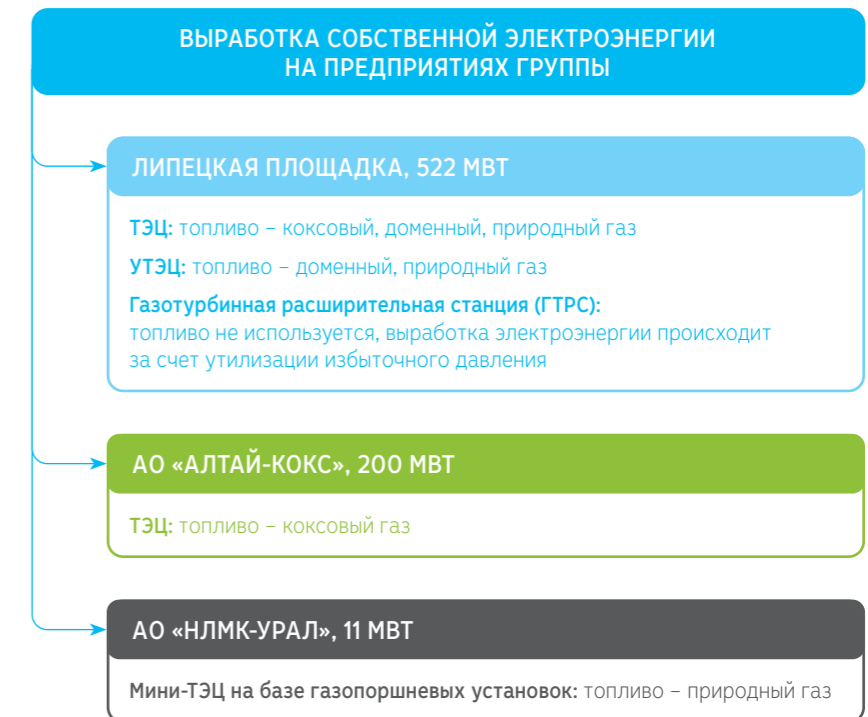 ВЫРАБОТКА СОБСТВЕННОЙ ЭЛЕКТРОЭНЕРГИИ
НА ПРЕДПРИЯТИЯХ ГРУППЫ
ЛИПЕЦКАЯ ПЛОЩАДКА, 522 МВТ
ТЭЦ: топливо – коксовый, доменный, природный газ
УТЭЦ: топливо – доменный, природный газ
Газотурбинная расширительная станция (ГТРС):
топливо не используется, выработка электроэнергии происходит
за счет утилизации избыточного давления
АО «АЛТАЙ-КОКС», 200 МВТ
ТЭЦ: топливо – коксовый газ
АО «НЛМК-УРАЛ», 11 МВТ
Мини-ТЭЦ на базе газопоршневых установок: топливо – природный газ